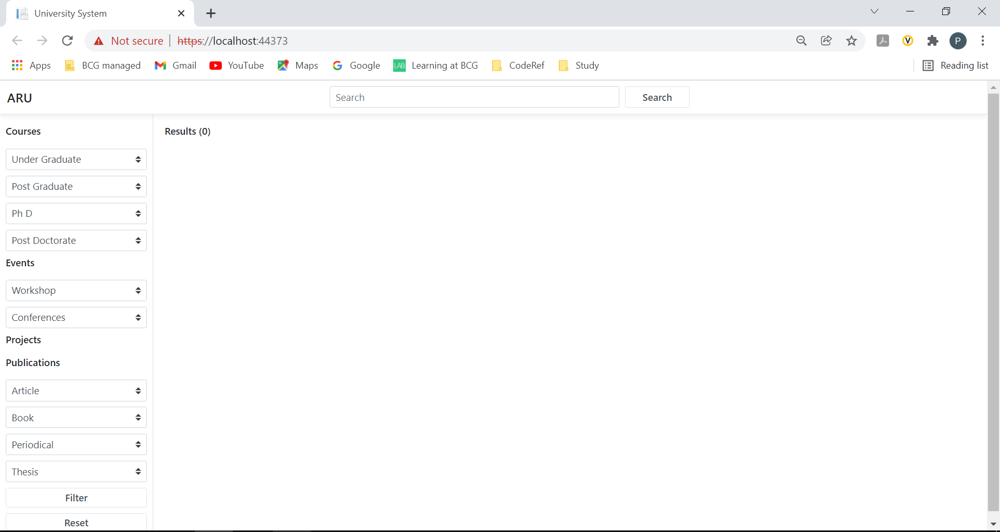 University System
Not secure https://localhost:44373
P
Apps BCG managed Gmail YouTube Maps Google LAB Learning at BCG CodeRef Study Reading list
ARU Search Search
Courses
Results (0)
Under Graduate
Post Graduate
Ph D
Post Doctorate
Events
Workshop
Conferences
Projects
Publications
Article
Book
Periodical
Thesis
Filter
Reset